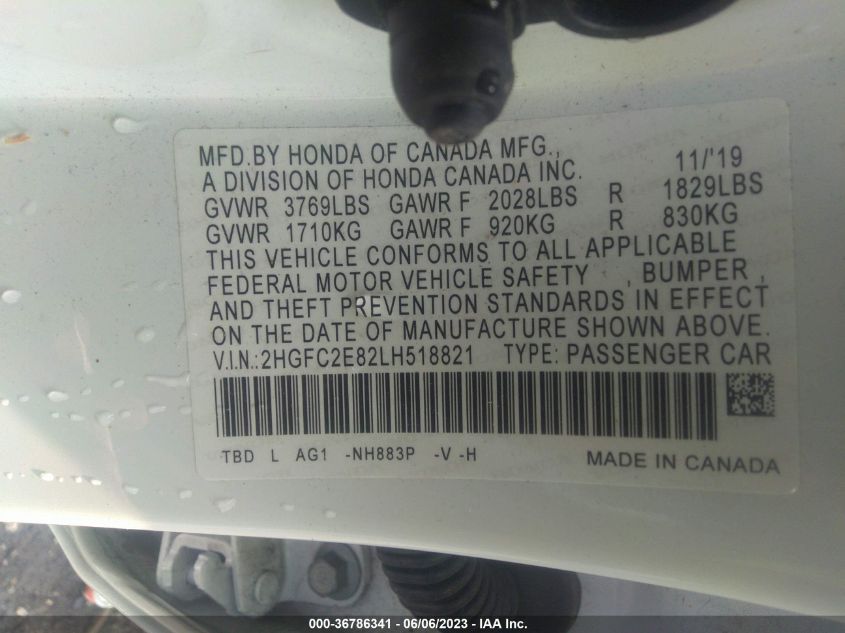 MFD.BY HONDA OF CANADA MFG., 11/'19
A DIVISION OF HONDA CANADA INC.
GVWR 3769LBS GAWR F 2028LBS R 1829LBS
GVWR 1710KG GAWR F 920KG R 830KG
THIS VEHICLE CONFORMS TO ALL APPLICABLE
FEDERAL MOTOR VEHICLE SAFETY , BUMPER ,
AND THEFT PREVENTION STANDARDS IN EFFECT
ON THE DATE OF MANUFACTURE SHOWN ABOVE.
V.I.N.:2HGFC2E82LH518821 TYPE: PASSENGER CAR
TBD L AG1 -NH883P -V -H MADE IN CANADA
000-36786341 - 06/06/2023 - IAA Inc.